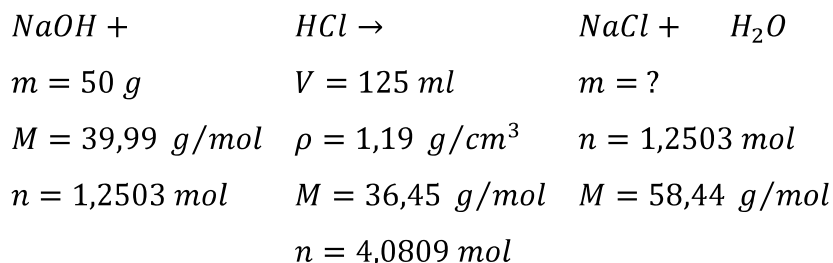 NaOH + HCl → NaCl + H₂O
m = 50 g V = 125 ml m = ?
M = 39,99 g/mol ρ = 1,19 g/cm³ n = 1,2503 mol
n = 1,2503 mol M = 36,45 g/mol M = 58,44 g/mol
n = 4,0809 mol